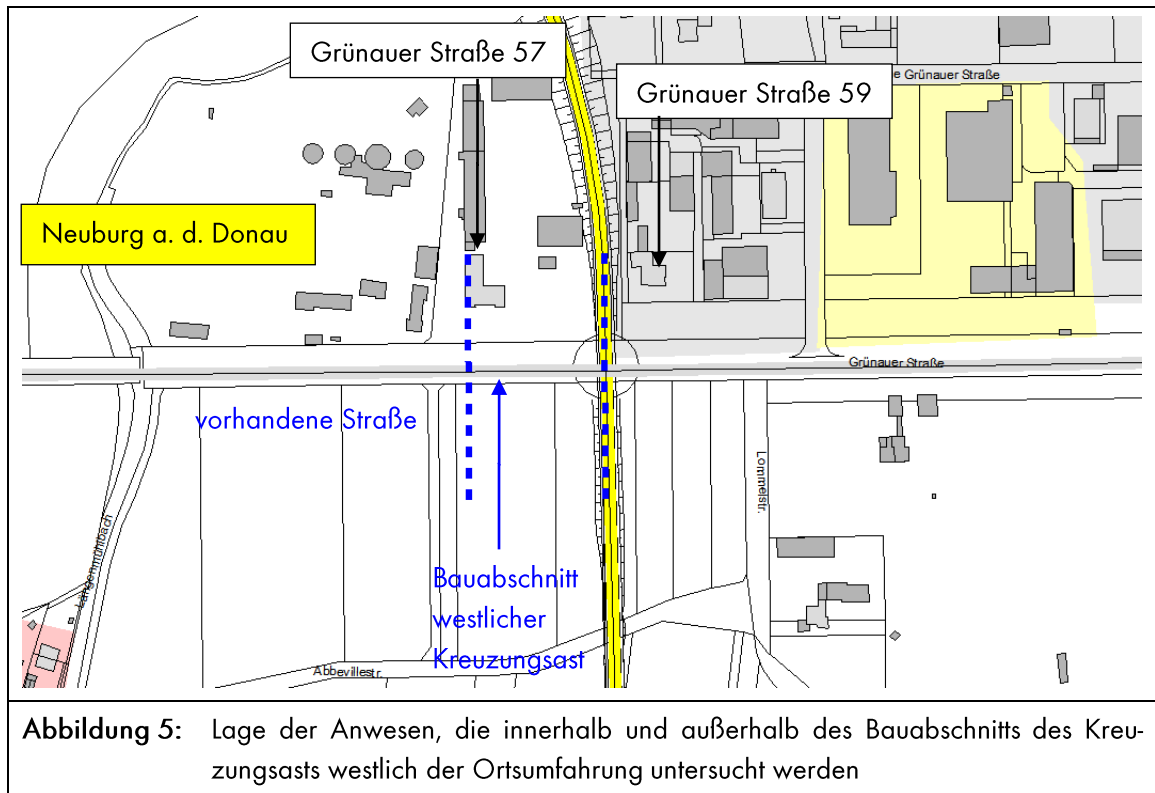 Grünauer Straße 57
Grünauer Straße 59
e Grünauer Straße
Neuburg a. d. Donau
Grünauer Straße
vorhandene Straße
Lommelstr.
Längenmühlbach
Bauabschnitt
westlicher
Kreuzungsast
Abbevillestr.
Abbildung 5: Lage der Anwesen, die innerhalb und außerhalb des Bauabschnitts des Kreu-
zungsasts westlich der Ortsumfahrung untersucht werden